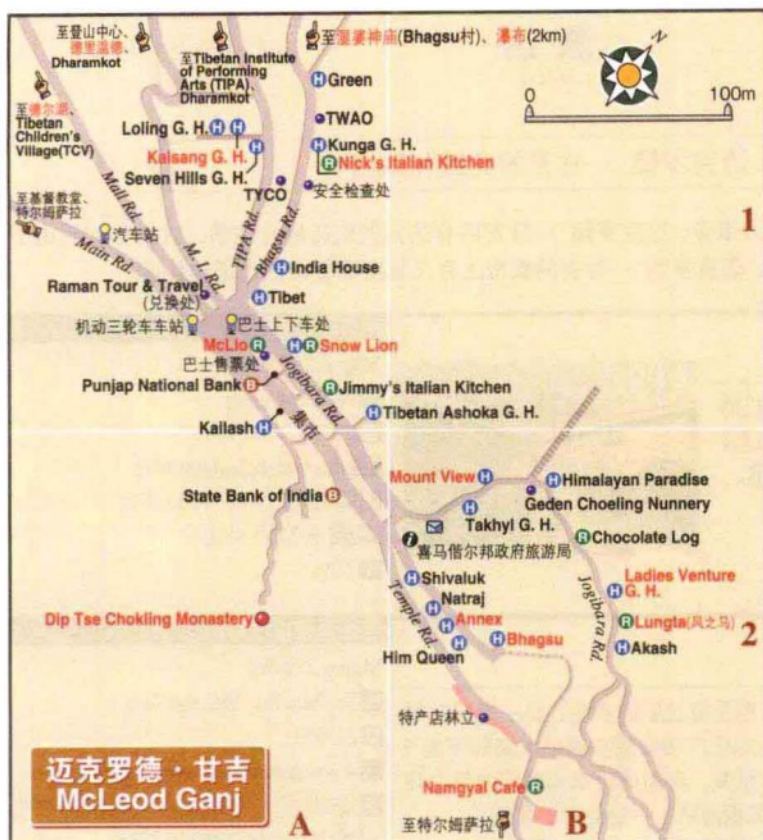 至登山中心、
德里温德、
Dharamkot
至Tibetan Institute
of Performing
Arts (TIPA)、
Dharamkot
至湿婆神庙(Bhagsu村)、瀑布(2km)
N
0 100m
Green
至德尔湖、
Tibetan
Children's
Village(TCV)
TWAO
Loling G. H.
Kunga G. H.
Kalsang G. H.
Nick's Italian Kitchen
Seven Hills G. H.
TYCO
安全检查处
至基督教堂、
特尔姆萨拉
汽车站
Mall Rd.
Main Rd.
M. I. Rd.
TIPA Rd.
Bhagsu Rd.
1
India House
Raman Tour & Travel
(兑换处)
Tibet
机动三轮车车站
巴士上下车处
McLlo
Snow Lion
巴士售票处
Jogibara Rd.
Punjap National Bank
Jimmy's Italian Kitchen
集市
Tibetan Ashoka G. H.
Kailash
Mount View
Himalayan Paradise
Geden Choeling Nunnery
State Bank of India
Takhyl G. H.
喜马偕尔邦政府旅游局
Chocolate Log
Shivaluk
Jogibara Rd.
Ladies Venture
G. H.
Natraj
Temple Rd.
Dip Tse Chokling Monastery
Annex
Lungta(风之马)
2
Bhagsu
Akash
Him Queen
特产店林立
迈克罗德·甘吉
McLeod Ganj
Namgyal Cafe
至特尔姆萨拉
A
B